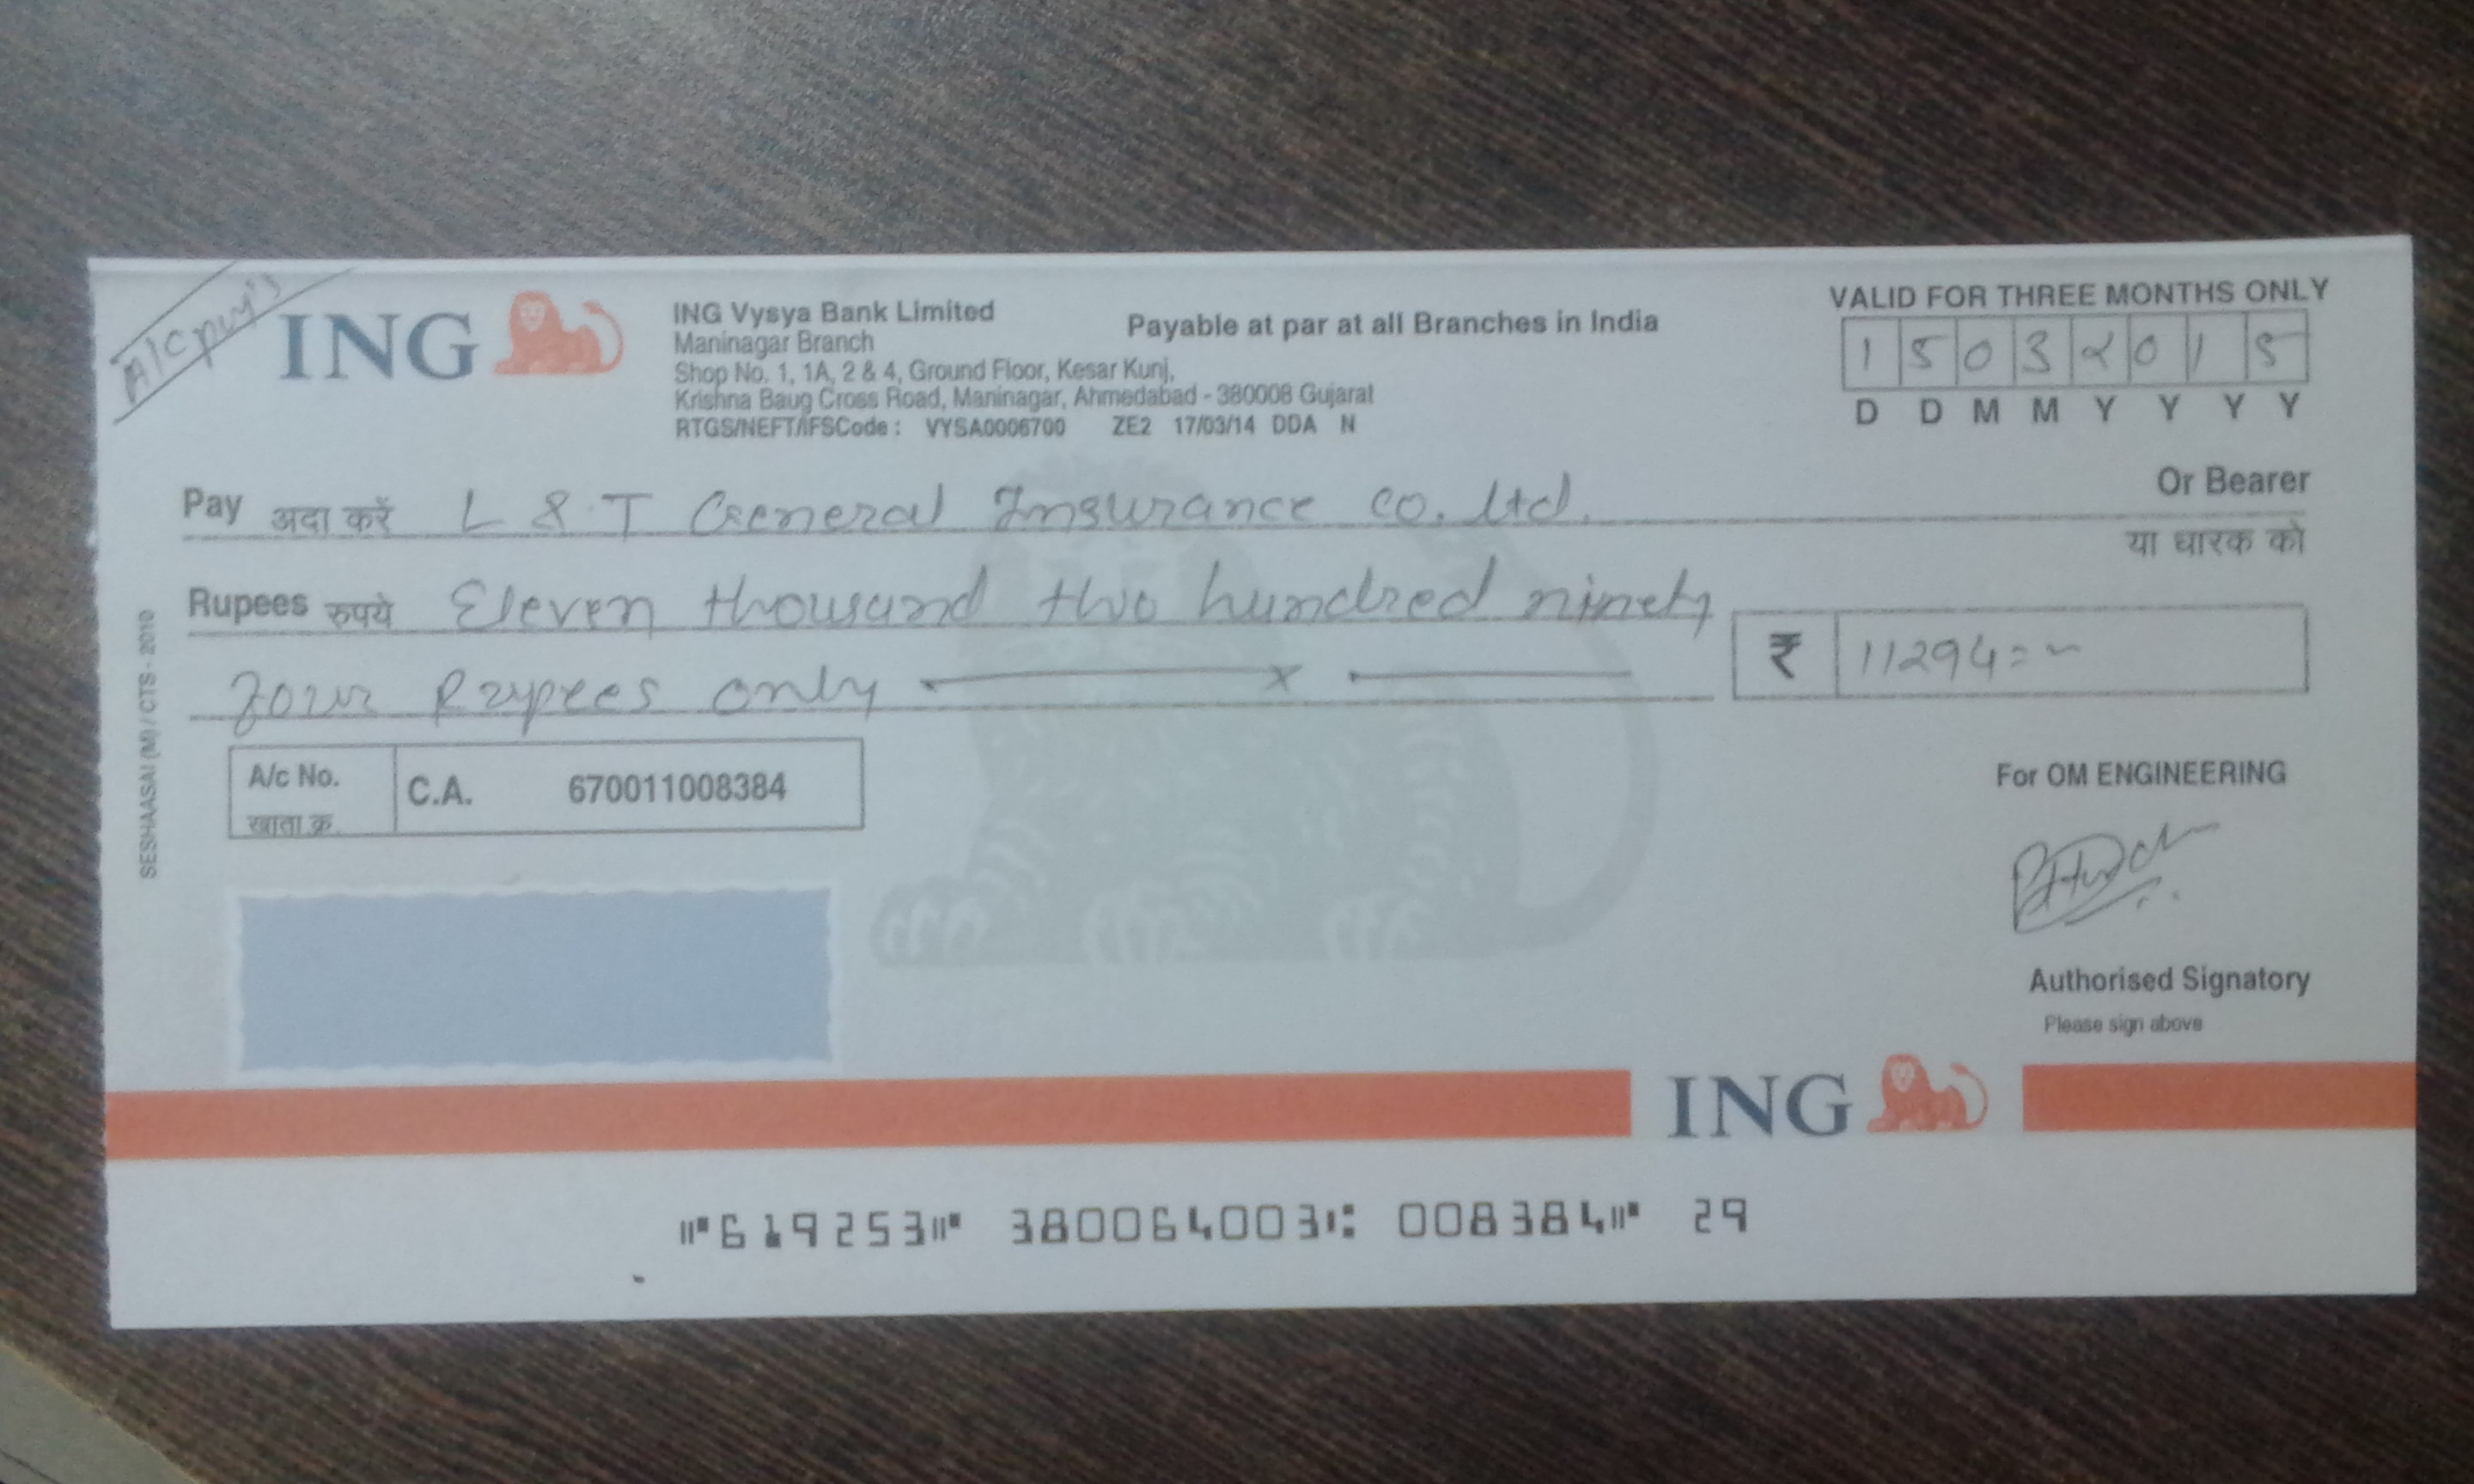 A/C payy's
ING
ING Vysya Bank Limited
Maninagar Branch
Shop No. 1, 1A, 2 & 4, Ground Floor, Kesar Kunj,
Krishna Baug Cross Road, Maninagar, Ahmedabad - 380008 Gujarat
RTGS/NEFT/IFSCode : VYSA0006700 ZE2 17/03/14 DDA N
Payable at par at all Branches in India
VALID FOR THREE MONTHS ONLY
1 5 0 3 2 0 1 5
D D M M Y Y Y Y
Pay अदा करें L & T General Insurance co. Ltd.
Or Bearer
या धारक को
Rupees रुपये Eleven thousand two hundred ninety
four Rupees only x
₹ 11294=~
A/c No. C.A. 670011008384
खाता क्र.
For OM ENGINEERING
Authorised Signatory
Please sign above
SESHAASAI (M) / CTS - 2010
ING
⑈619253⑈ 380064003⑆ 008384⑈ 29